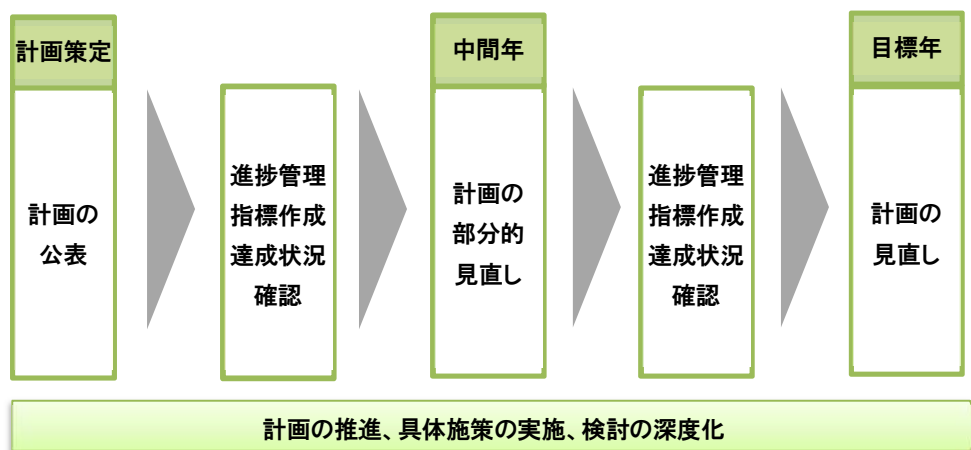 計画策定
計画の
公表
進捗管理
指標作成
達成状況
確認
中間年
計画の
部分的
見直し
進捗管理
指標作成
達成状況
確認
目標年
計画の
見直し
計画の推進、具体施策の実施、検討の深度化